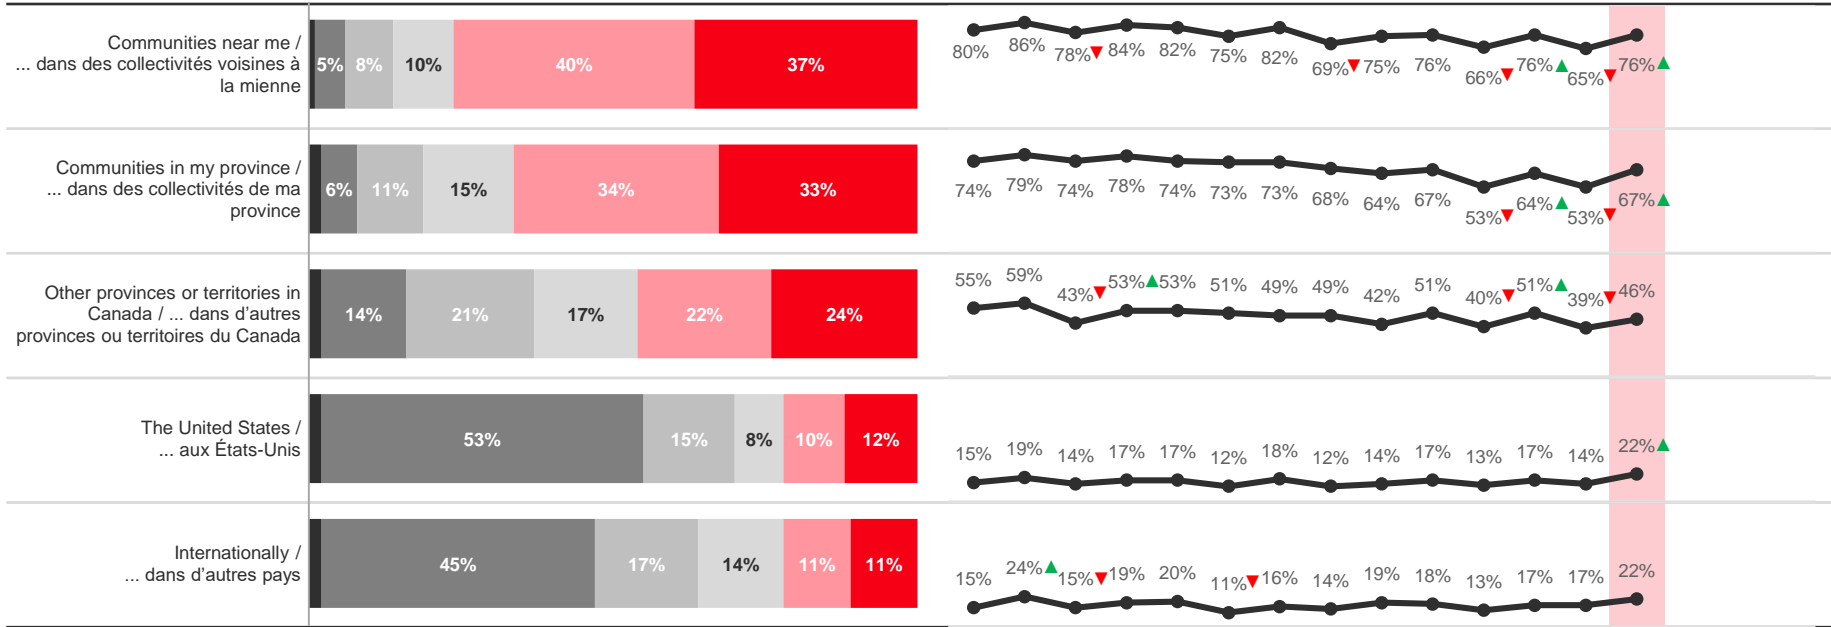 Communities near me /
... dans des collectivités voisines à
la mienne
5% 8% 10% 40% 37%
80% 86% 78%▼ 84% 82% 75% 82% 69%▼ 75% 76% 66%▼ 76%▲ 65%▼ 76%▲
Communities in my province /
... dans des collectivités de ma
province
6% 11% 15% 34% 33%
74% 79% 74% 78% 74% 73% 73% 68% 64% 67% 53%▼ 64%▲ 53%▼ 67%▲
Other provinces or territories in
Canada / ... dans d'autres
provinces ou territoires du Canada
14% 21% 17% 22% 24%
55% 59% 43%▼ 53%▲ 53% 51% 49% 49% 42% 51% 40%▼ 51%▲ 39%▼ 46%
The United States /
... aux États-Unis
53% 15% 8% 10% 12%
15% 19% 14% 17% 17% 12% 18% 12% 14% 17% 13% 17% 14% 22%▲
Internationally /
... dans d'autres pays
45% 17% 14% 11% 11%
15% 24%▲ 15%▼ 19% 20% 11%▼ 16% 14% 19% 18% 13% 17% 17% 22%